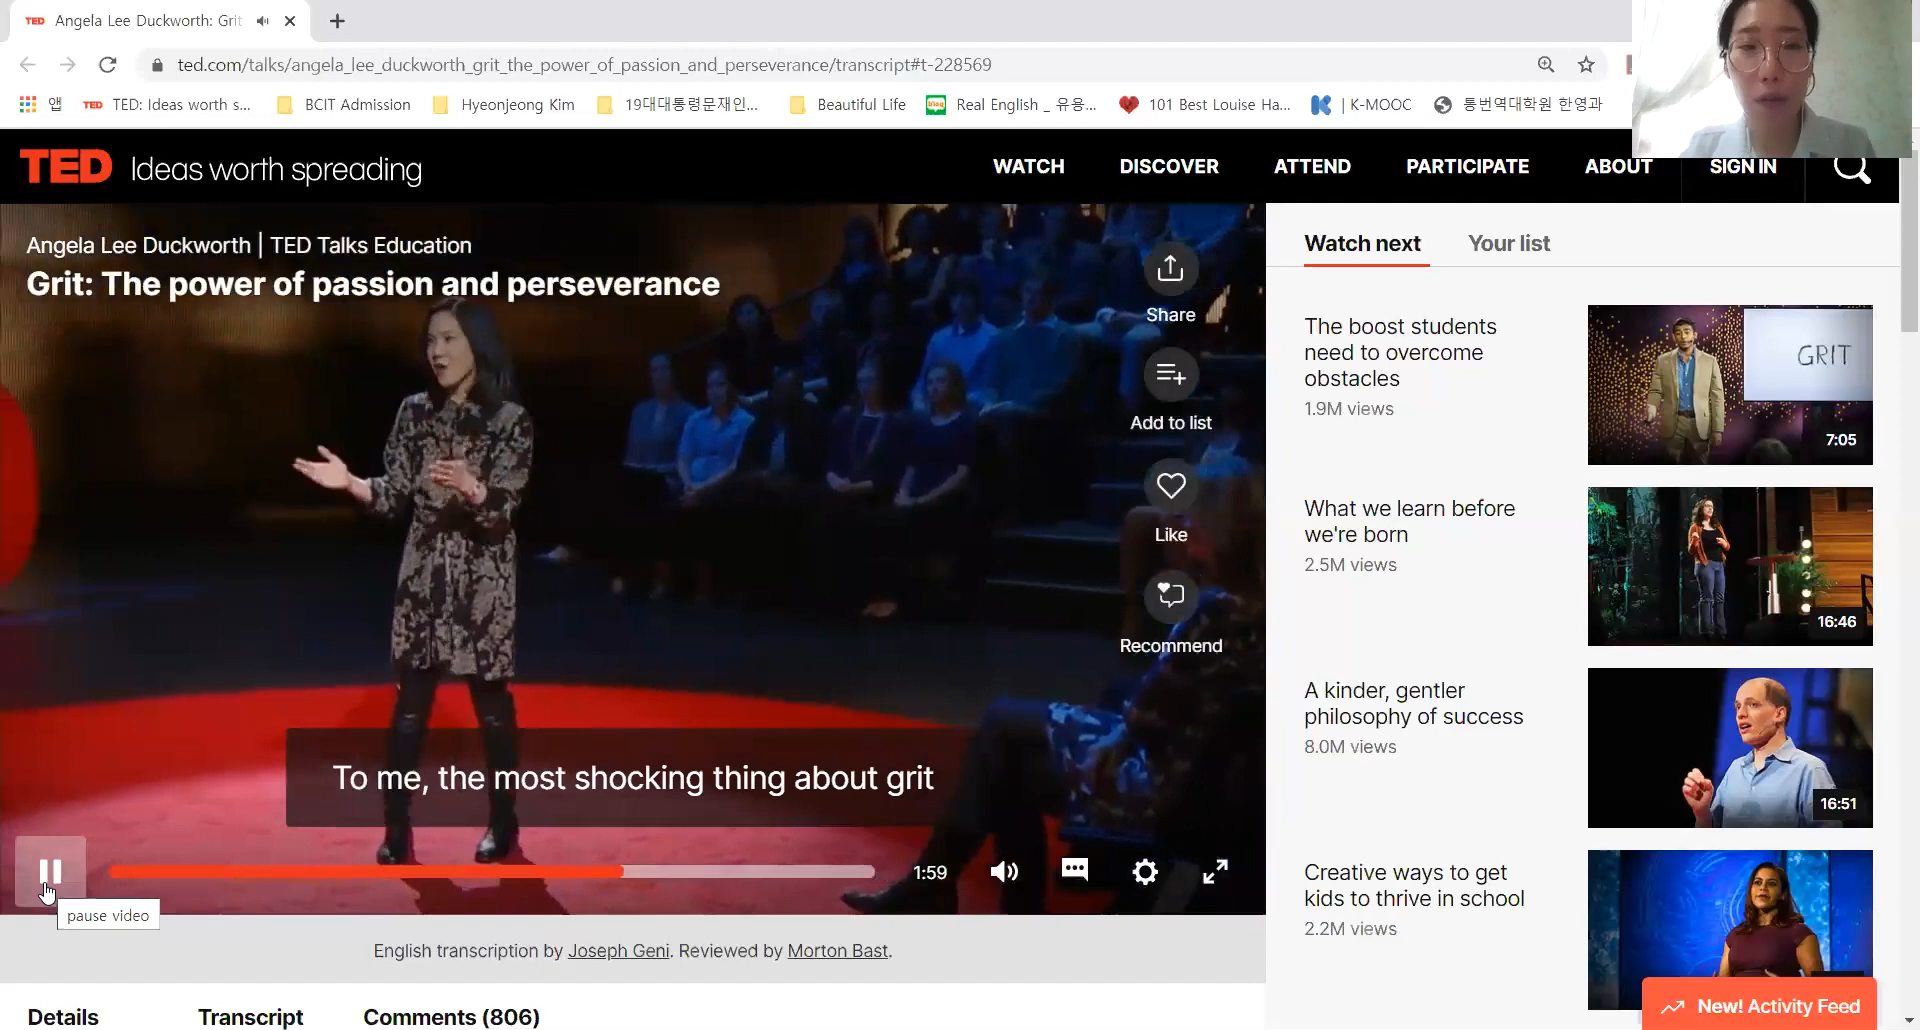 TED Angela Lee Duckworth: Grit
ted.com/talks/angela_lee_duckworth_grit_the_power_of_passion_and_perseverance/transcript#t-228569
앱 TED TED: Ideas worth s... BCIT Admission Hyeonjeong Kim 19대대통령문재인... Beautiful Life blog Real English _ 유용... 101 Best Louise Ha... | K-MOOC 통번역대학원 한영과
TED Ideas worth spreading WATCH DISCOVER ATTEND PARTICIPATE ABOUT SIGN IN
Angela Lee Duckworth | TED Talks Education
Grit: The power of passion and perseverance
Share
Add to list
Like
Recommend
To me, the most shocking thing about grit
1:59
pause video
English transcription by Joseph Geni. Reviewed by Morton Bast.
Details Transcript Comments (806)
Watch next Your list
The boost students
need to overcome
obstacles
1.9M views
GRIT
7:05
What we learn before
we're born
2.5M views
16:46
A kinder, gentler
philosophy of success
8.0M views
16:51
Creative ways to get
kids to thrive in school
2.2M views
New! Activity Feed